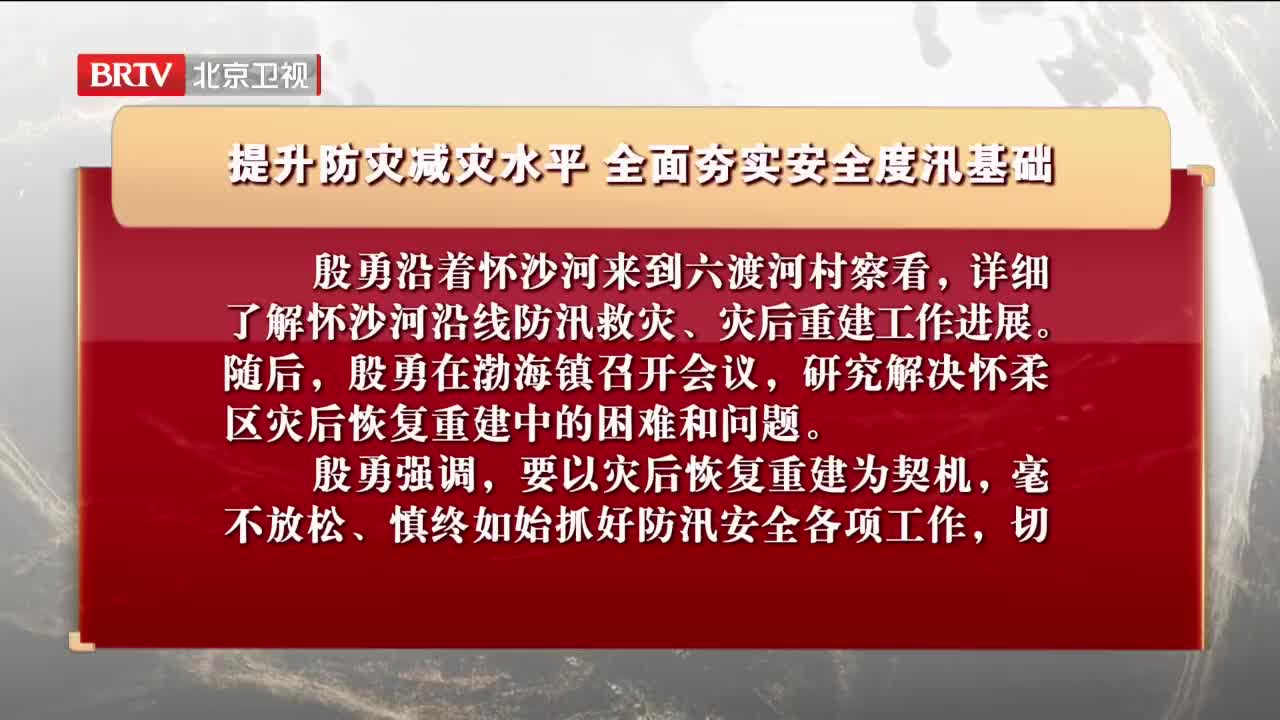 BRTV 北京卫视
提升防灾减灾水平 全面夯实安全度汛基础
殷勇沿着怀沙河来到六渡河村察看，详细
了解怀沙河沿线防汛救灾、灾后重建工作进展。
随后，殷勇在渤海镇召开会议，研究解决怀柔
区灾后恢复重建中的困难和问题。
殷勇强调，要以灾后恢复重建为契机，毫
不放松、慎终如始抓好防汛安全各项工作，切